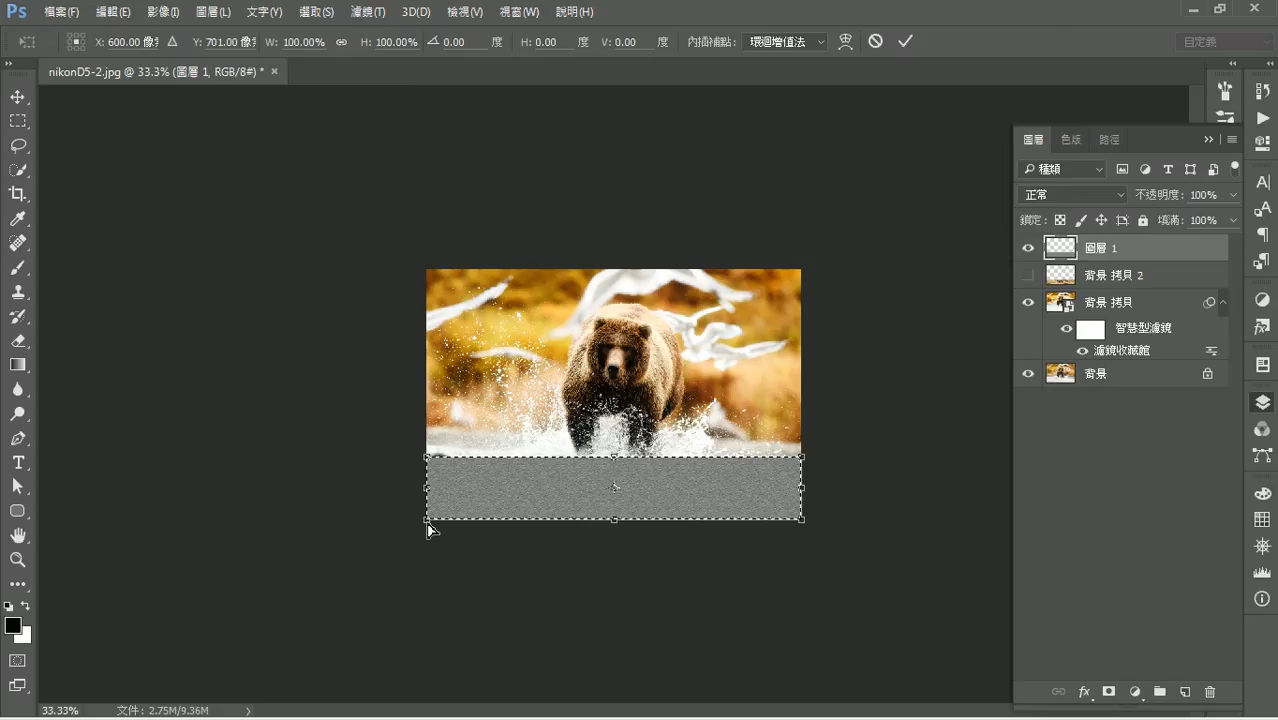 Ps 檔案(F) 編輯(E) 影像(I) 圖層(L) 文字(Y) 選取(S) 濾鏡(T) 3D(D) 檢視(V) 視窗(W) 說明(H)
X: 600.00 像 Y: 701.00 像 W: 100.00% H: 100.00% 0.00 度 H: 0.00 度 V: 0.00 度 內插補點: 環迴增值法 自定義
nikonD5-2.jpg @ 33.3% (圖層 1, RGB/8#) * ×
圖層 色版 路徑
種類
正常 不透明度: 100%
鎖定: 填滿: 100%
圖層 1
背景 拷貝 2
背景 拷貝
智慧型濾鏡
濾鏡收藏館
背景
33.33% 文件: 2.75M/9.36M